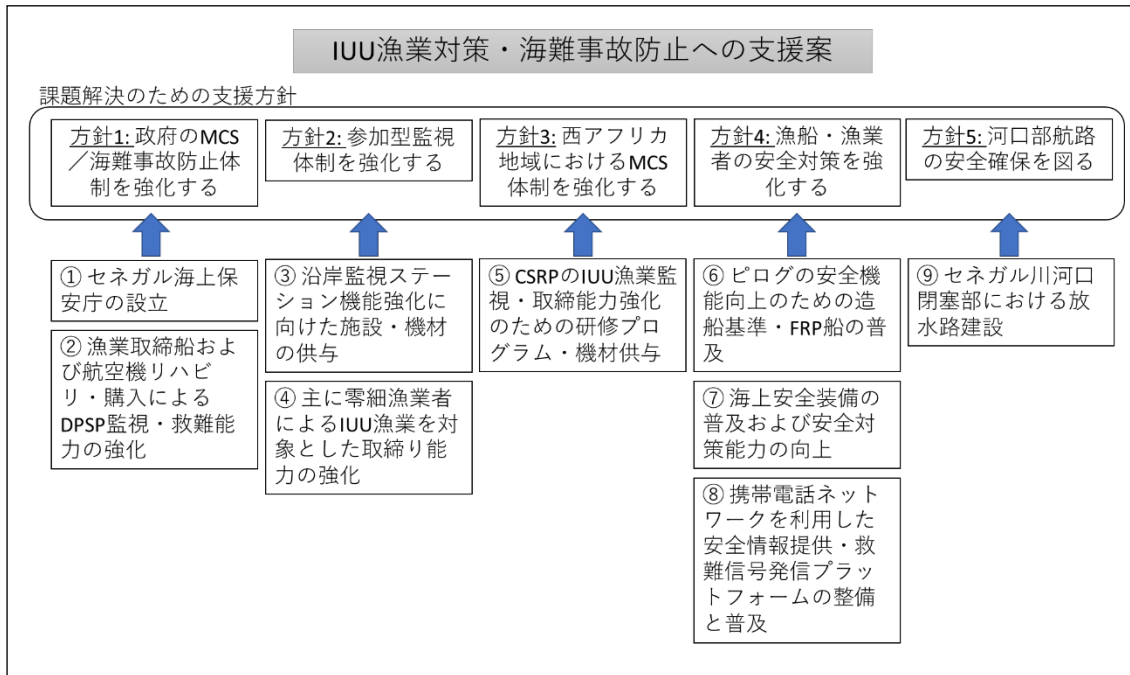 IUU漁業対策・海難事故防止への支援案
課題解決のための支援方針
方針1: 政府のMCS
／海難事故防止体
制を強化する
方針2: 参加型監視
体制を強化する
方針3: 西アフリカ
地域におけるMCS
体制を強化する
方針4: 漁船・漁業
者の安全対策を強
化する
方針5: 河口部航路
の安全確保を図る
① セネガル海上保
安庁の設立
② 漁業取締船およ
び航空機リハビ
リ・購入による
DPSP監視・救難能
力の強化
③ 沿岸監視ステー
ション機能強化に
向けた施設・機材
の供与
④ 主に零細漁業者
によるIUU漁業を対
象とした取締り能
力の強化
⑤ CSRPのIUU漁業監
視・取締能力強化
のための研修プロ
グラム・機材供与
⑥ ピログの安全機
能向上のための造
船基準・FRP船の普
及
⑦ 海上安全装備の
普及および安全対
策能力の向上
⑧ 携帯電話ネット
ワークを利用した
安全情報提供・救
難信号発信プラッ
トフォームの整備
と普及
⑨ セネガル川河口
閉塞部における放
水路建設